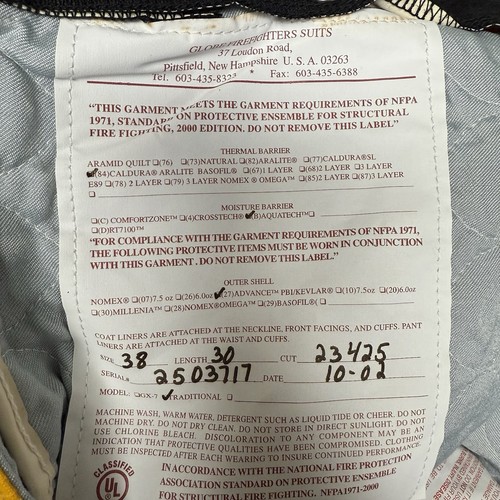 GLOBE FIREFIGHTERS SUITS
37 Loudon Road,
Pittsfield, New Hampshire U. S. A. 03263
Tel. 603-435-8323 * Fax: 603-435-6388
"THIS GARMENT MEETS THE GARMENT REQUIREMENTS OF NFPA
1971, STANDARD ON PROTECTIVE ENSEMBLE FOR STRUCTURAL
FIRE FIGHTING, 2000 EDITION. DO NOT REMOVE THIS LABEL"
THERMAL BARRIER
ARAMID QUILT ❏(76) ❏(73)NATURAL ❏(82)ARALITE® ❏(77)CALDURA®SL
✓(84)CALDURA® ARALITE BASOFIL® ❏(67)1 LAYER ❏(68)2 LAYER ❏3 LAYER
E89 ❏(78) 2 LAYER ❏(79) 3 LAYER NOMEX ® OMEGA™ ❏(85)2 LAYER ❏(87)3 LAYER
❏
MOISTURE BARRIER
❏(C) COMFORTZONE™ ❏(4)CROSSTECH® ✓(B)AQUATECH™❏
❏(D)RT7100™
"FOR COMPLIANCE WITH THE GARMENT REQUIREMENTS OF NFPA 1971,
THE FOLLOWING PROTECTIVE ITEMS MUST BE WORN IN CONJUNCTION
WITH THIS GARMENT. DO NOT REMOVE THIS LABEL."
OUTER SHELL
NOMEX® ❏(07)7.5 oz ❏(26)6.0oz ✓(27)ADVANCE™ PBI/KEVLAR® ❏(10)7.5oz ❏(20)6.0oz
❏(30)MILLENIA™ ❏(28)NOMEX®OMEGA™ ❏(29)BASOFIL®( ❏
COAT LINERS ARE ATTACHED AT THE NECKLINE, FRONT FACINGS, AND CUFFS. PANT
LINERS ARE ATTACHED AT THE WAIST AND CUFFS.
SIZE 38 LENGTH 30 CUT 23425
SERIAL# 2503717 DATE 10-02
MODEL: ❏GX-7 ✓TRADITIONAL ❏
MACHINE WASH, WARM WATER, DETERGENT SUCH AS LIQUID TIDE OR CHEER. DO NOT
MACHINE DRY. DO NOT DRY CLEAN. DO NOT STORE IN DIRECT SUNLIGHT. DO NOT
USE CHLORINE BLEACH. DISCOLORATION TO ANY COMPONENT MAY BE AN
INDICATION THAT PROTECTIVE QUALITIES HAVE BEEN COMPROMISED. CLOTHING
MUST BE INSPECTED AFTER EACH WEARING TO INSURE CONTINUED PERFORMANCE.
CLASSIFIED
UL
IN ACCORDANCE WITH THE NATIONAL FIRE PROTECTION
ASSOCIATION STANDARD ON PROTECTIVE ENSEMBLE
FOR STRUCTURAL FIRE FIGHTING. NFPA1971-2000